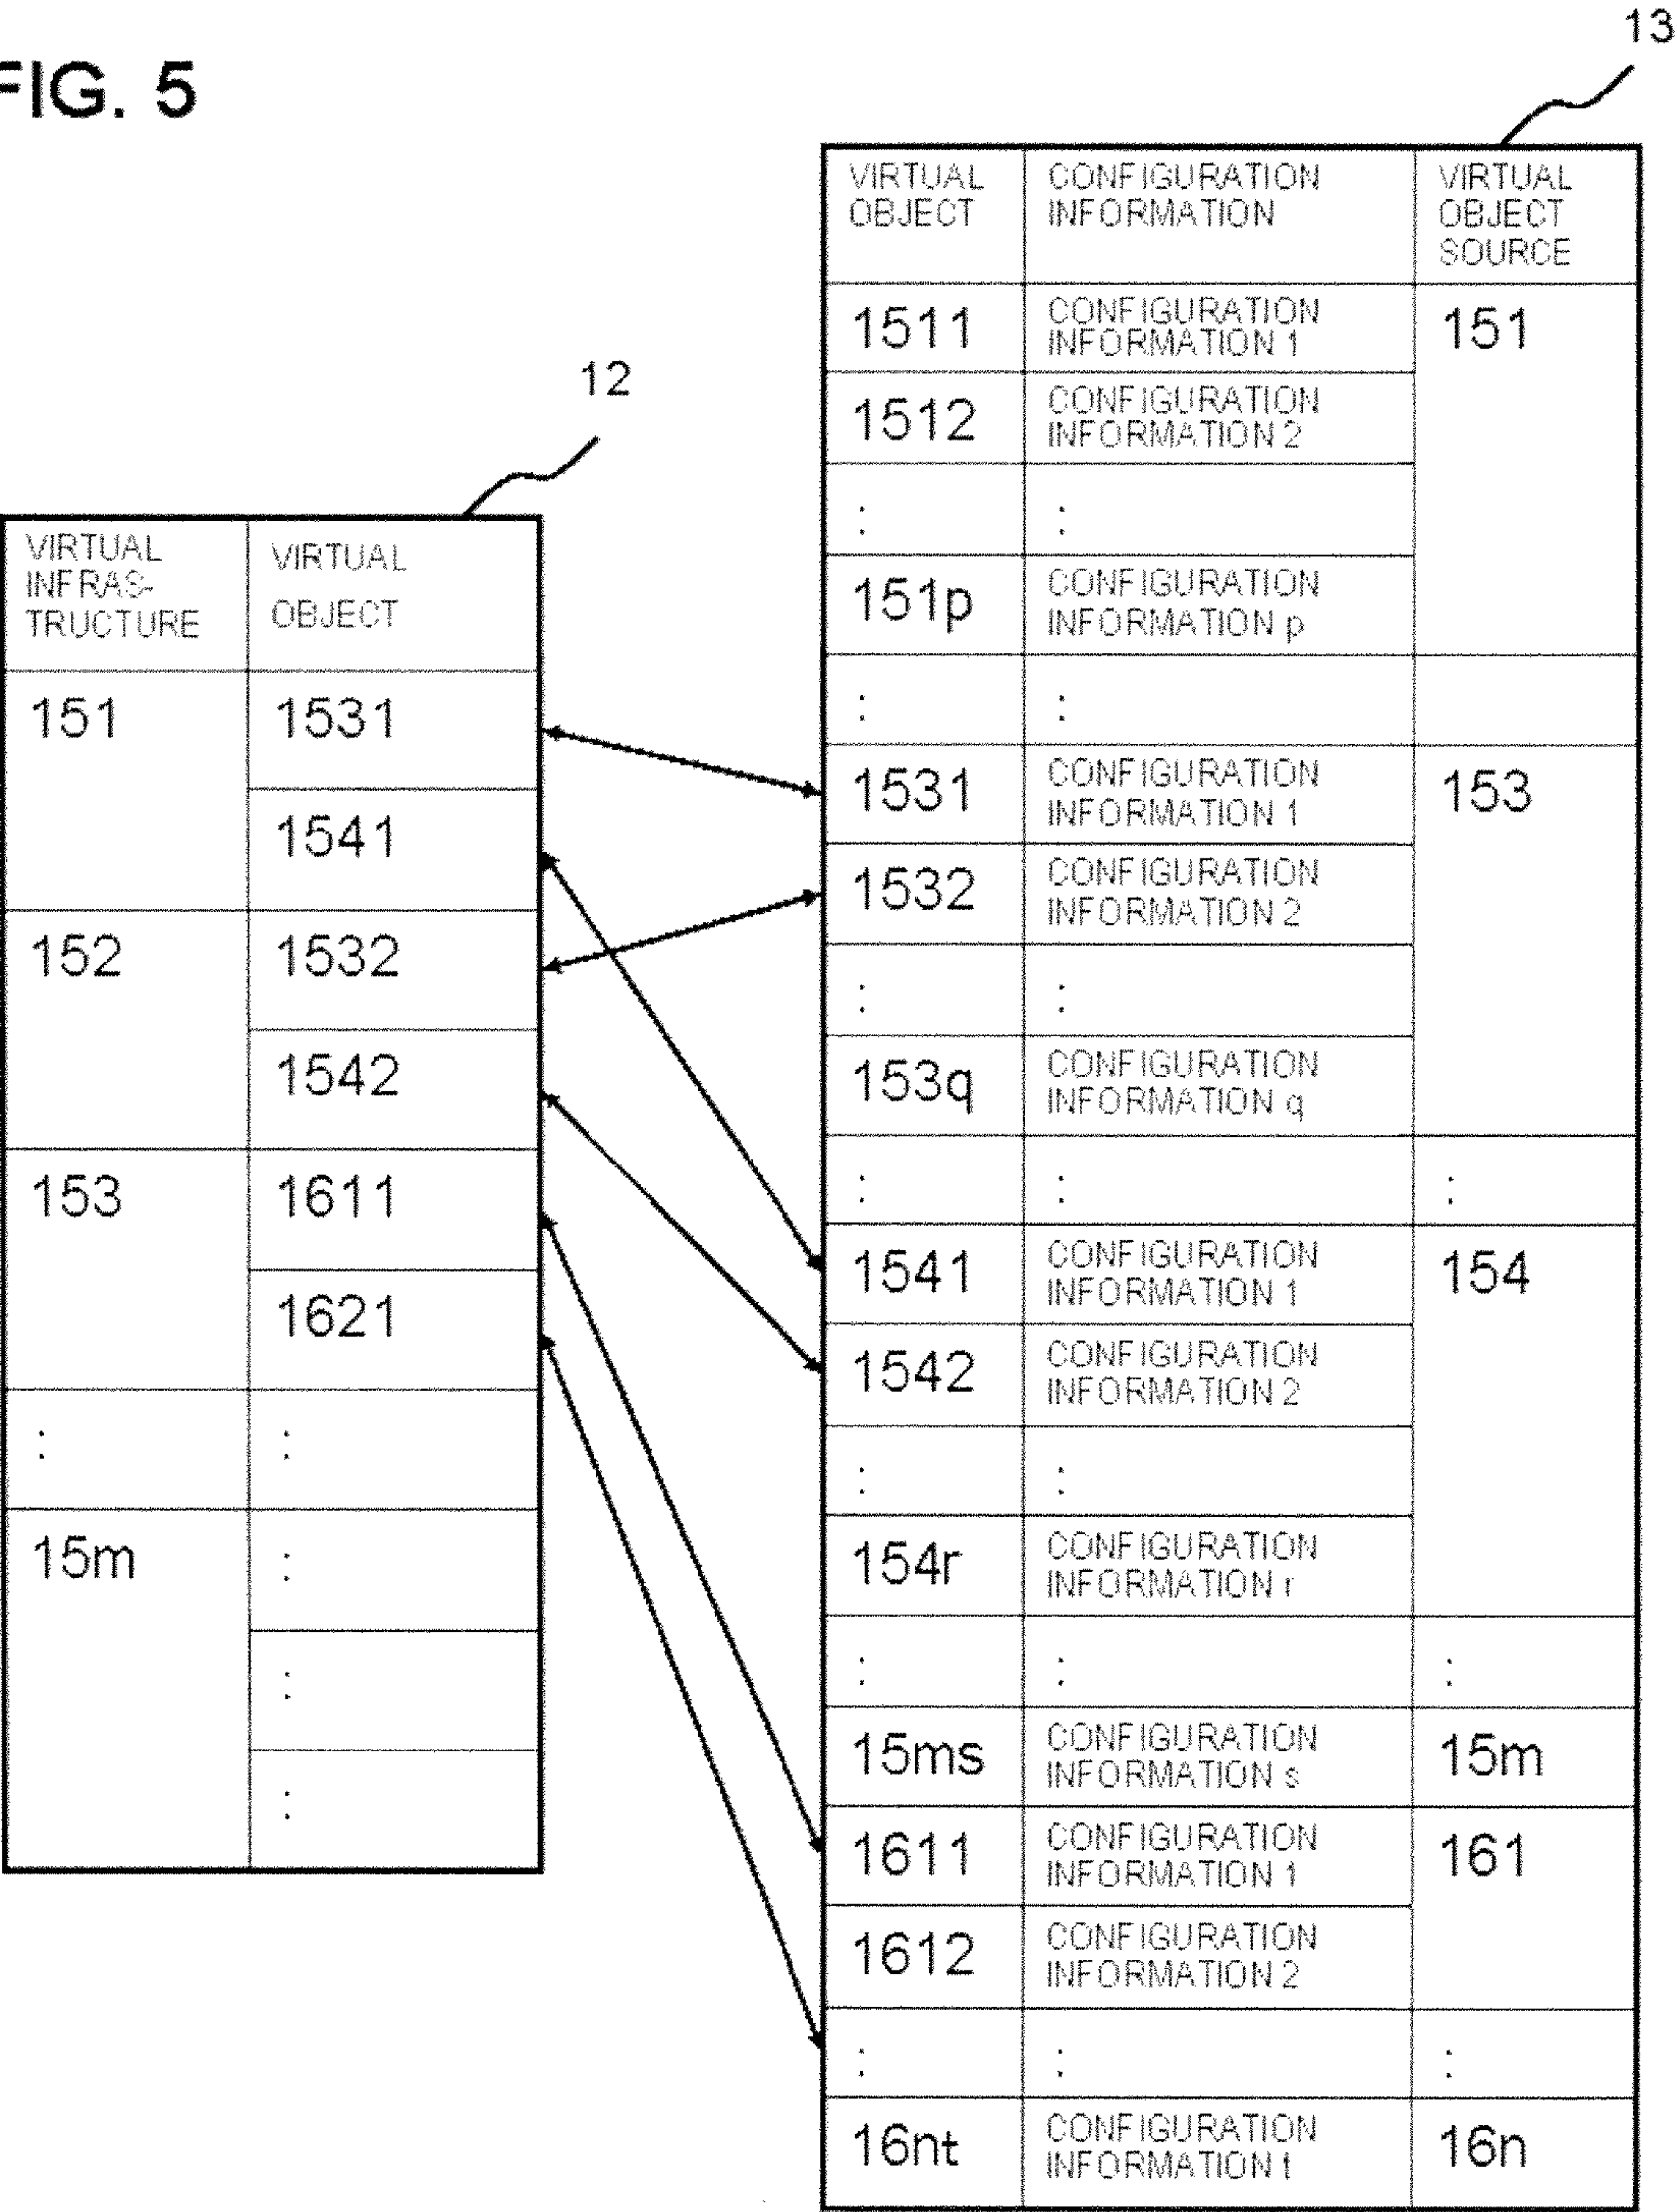 FIG. 5
13
VIRTUAL OBJECT CONFIGURATION INFORMATION VIRTUAL OBJECT SOURCE
1511 CONFIGURATION INFORMATION 1 151
1512 CONFIGURATION INFORMATION 2
: :
151p CONFIGURATION INFORMATION p
: :
1531 CONFIGURATION INFORMATION 1 153
1532 CONFIGURATION INFORMATION 2
: :
153q CONFIGURATION INFORMATION q
: : :
1541 CONFIGURATION INFORMATION 1 154
1542 CONFIGURATION INFORMATION 2
: :
154r CONFIGURATION INFORMATION r
: : :
15ms CONFIGURATION INFORMATION s 15m
1611 CONFIGURATION INFORMATION 1 161
1612 CONFIGURATION INFORMATION 2
: : :
16nt CONFIGURATION INFORMATION t 16n
12
VIRTUAL INFRAS-TRUCTURE VIRTUAL OBJECT
151 1531
1541
152 1532
1542
153 1611
1621
: :
15m :
:
: